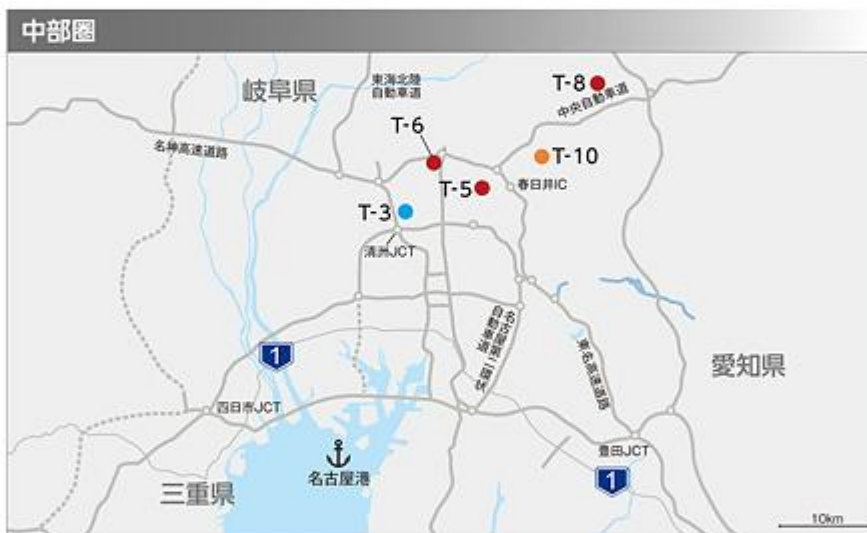 中部圏
岐阜県
東海北陸
自動車道
T-8
中央自動車道
T-6
名神高速道路
T-10
T-5
春日井IC
T-3
清洲JCT
名古屋第二環状
自動車道
1
東名高速道路
愛知県
四日市JCT
豊田JCT
名古屋港
三重県
1
10km